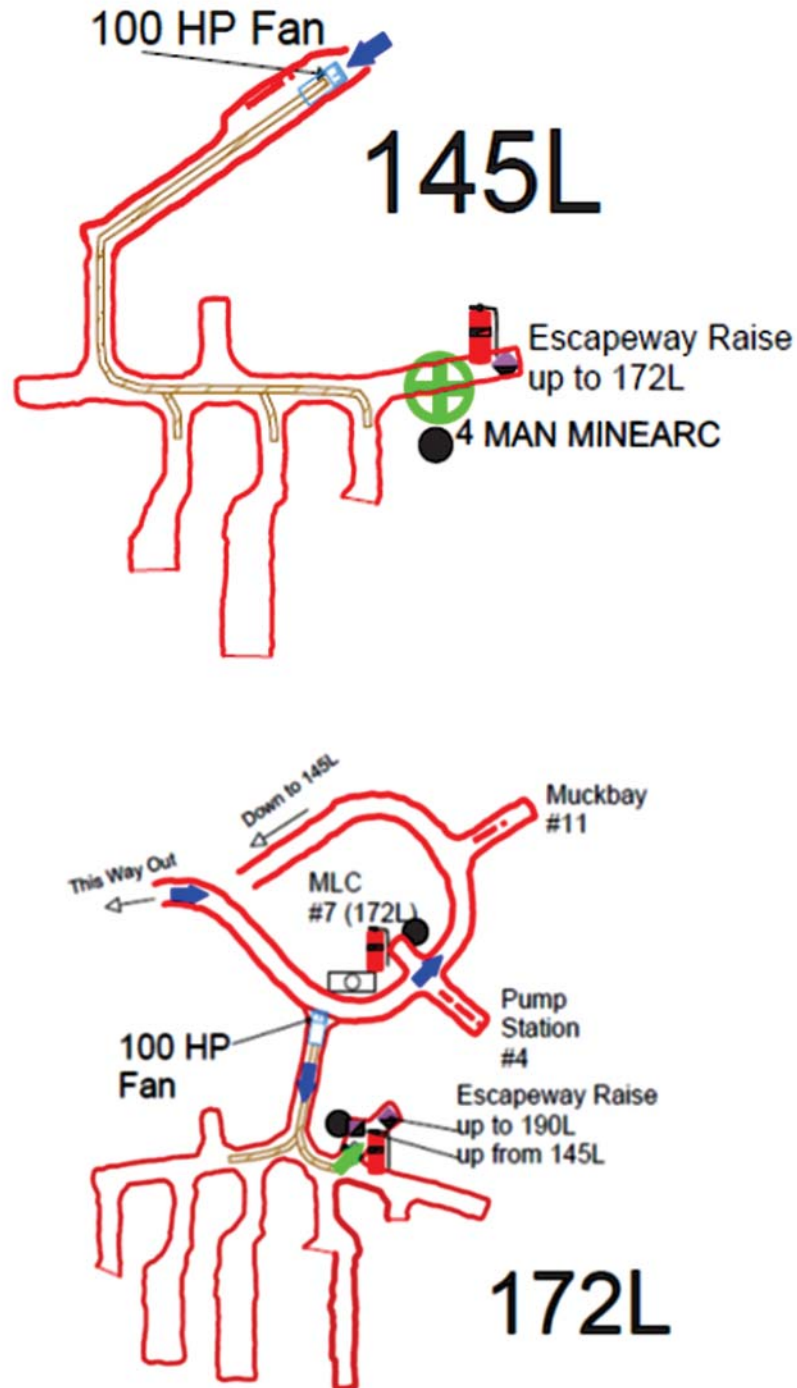 100 HP Fan
145L
Escapeway Raise
up to 172L
4 MAN MINEARC
Down to 145L
Muckbay
#11
This Way Out
MLC
#7 (172L)
Pump
Station
#4
100 HP
Fan
Escapeway Raise
up to 190L
up from 145L
172L